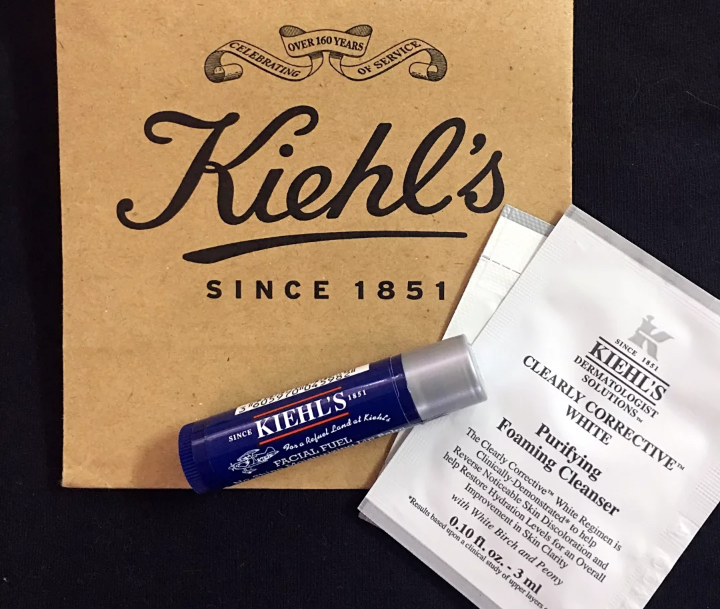 CELEBRATING OVER 160 YEARS OF SERVICE
Kiehl's
SINCE 1851
SINCE KIEHL'S 1851
For a Refuel Land at Kiehl's
FACIAL FUEL
SINCE 1851
KIEHL'S
DERMATOLOGIST
SOLUTIONS™
CLEARLY CORRECTIVE™
WHITE
Purifying
Foaming Cleanser
The Clearly Corrective™ White Regimen is
Clinically-Demonstrated* to help
Reverse Noticeable Skin Discoloration and
help Restore Hydration Levels for an Overall
Improvement in Skin Clarity
with White Birch and Peony
0.10 fl. oz. - 3 ml
*Results based upon a clinical study of upper layers